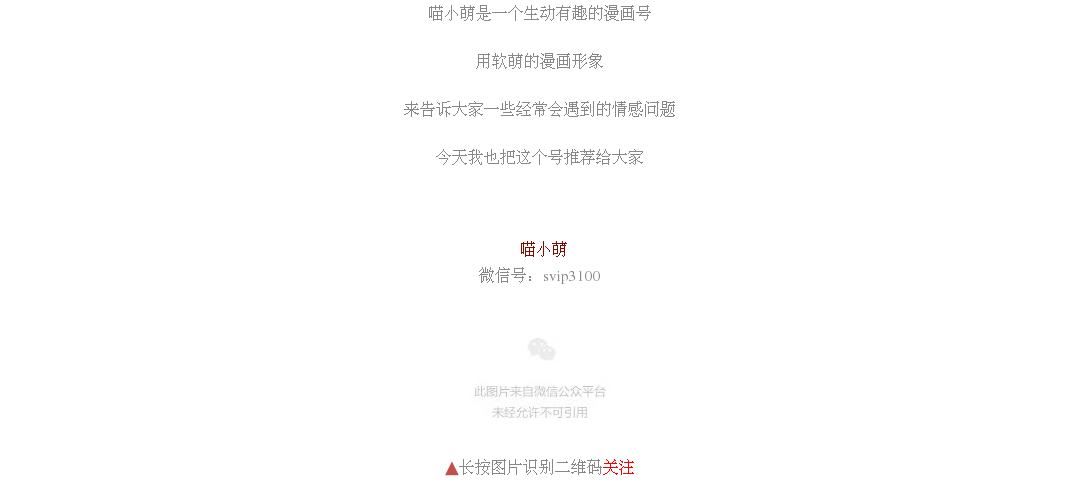 喵小萌是一个生动有趣的漫画号
用软萌的漫画形象
来告诉大家一些经常会遇到的情感问题
今天我也把这个号推荐给大家
喵小萌
微信号：svip3100
此图片来自微信公众平台
未经允许不可引用
▲长按图片识别二维码关注